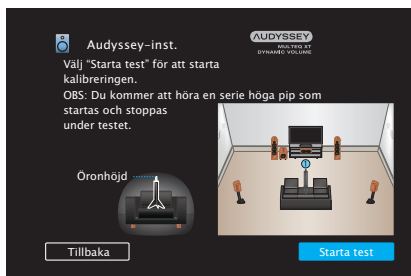 Audyssey-inst.
AUDYSSEY
MULTEQ XT
DYNAMIC VOLUME
Välj “Starta test” för att starta
kalibreringen.
OBS: Du kommer att höra en serie höga pip som
startas och stoppas
under testet.
Öronhöjd
Tillbaka
Starta test